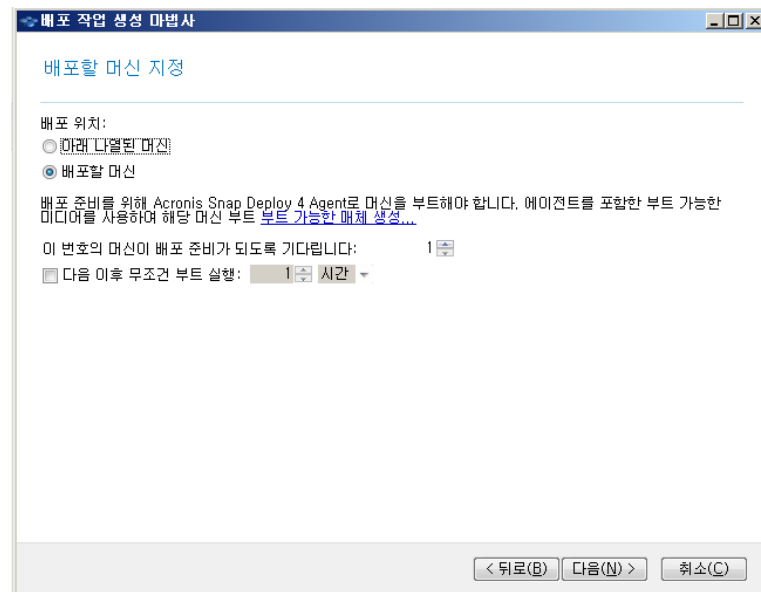 배포 작업 생성 마법사
배포할 머신 지정
배포 위치:
아래 나열된 머신
배포할 머신
배포 준비를 위해 Acronis Snap Deploy 4 Agent로 머신을 부트해야 합니다. 에이전트를 포함한 부트 가능한
미디어를 사용하여 해당 머신 부트 부트 가능한 매체 생성...
이 번호의 머신이 배포 준비가 되도록 기다립니다: 1
다음 이후 무조건 부트 실행: 1 시간
< 뒤로(B) 다음(N) > 취소(C)